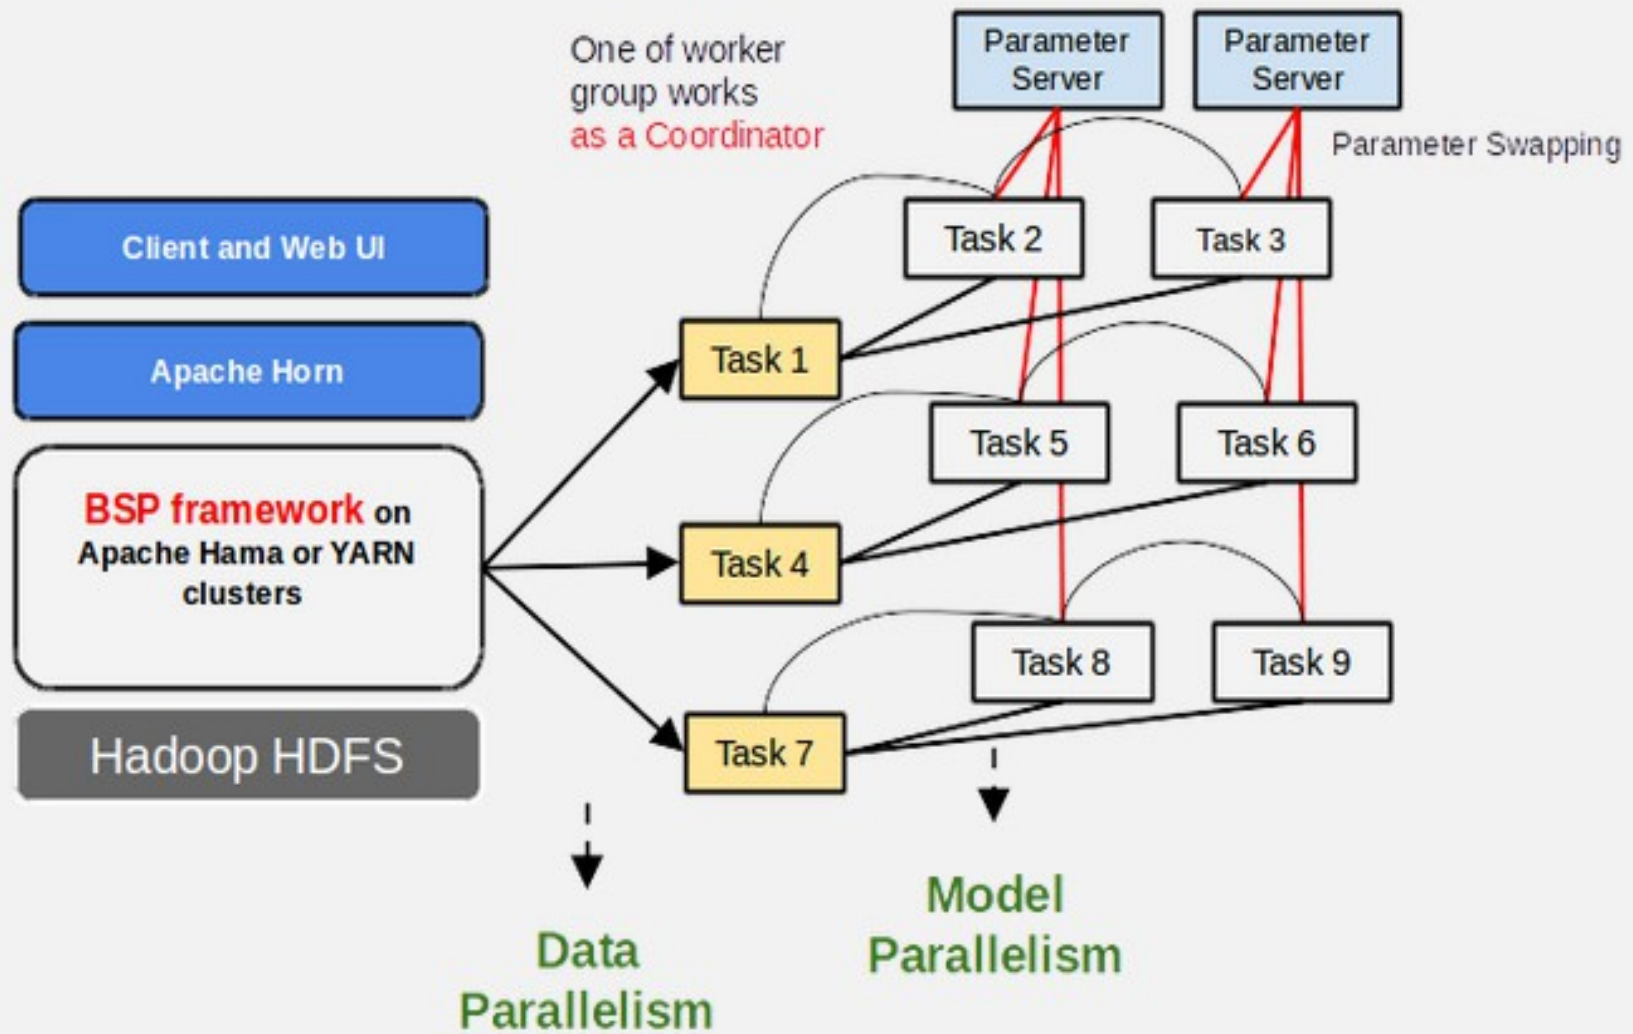 One of worker
group works
as a Coordinator
Parameter
Server
Parameter
Server
Parameter Swapping
Client and Web UI
Apache Horn
BSP framework on
Apache Hama or YARN
clusters
Hadoop HDFS
Task 1
Task 2
Task 3
Task 4
Task 5
Task 6
Task 7
Task 8
Task 9
Data
Parallelism
Model
Parallelism